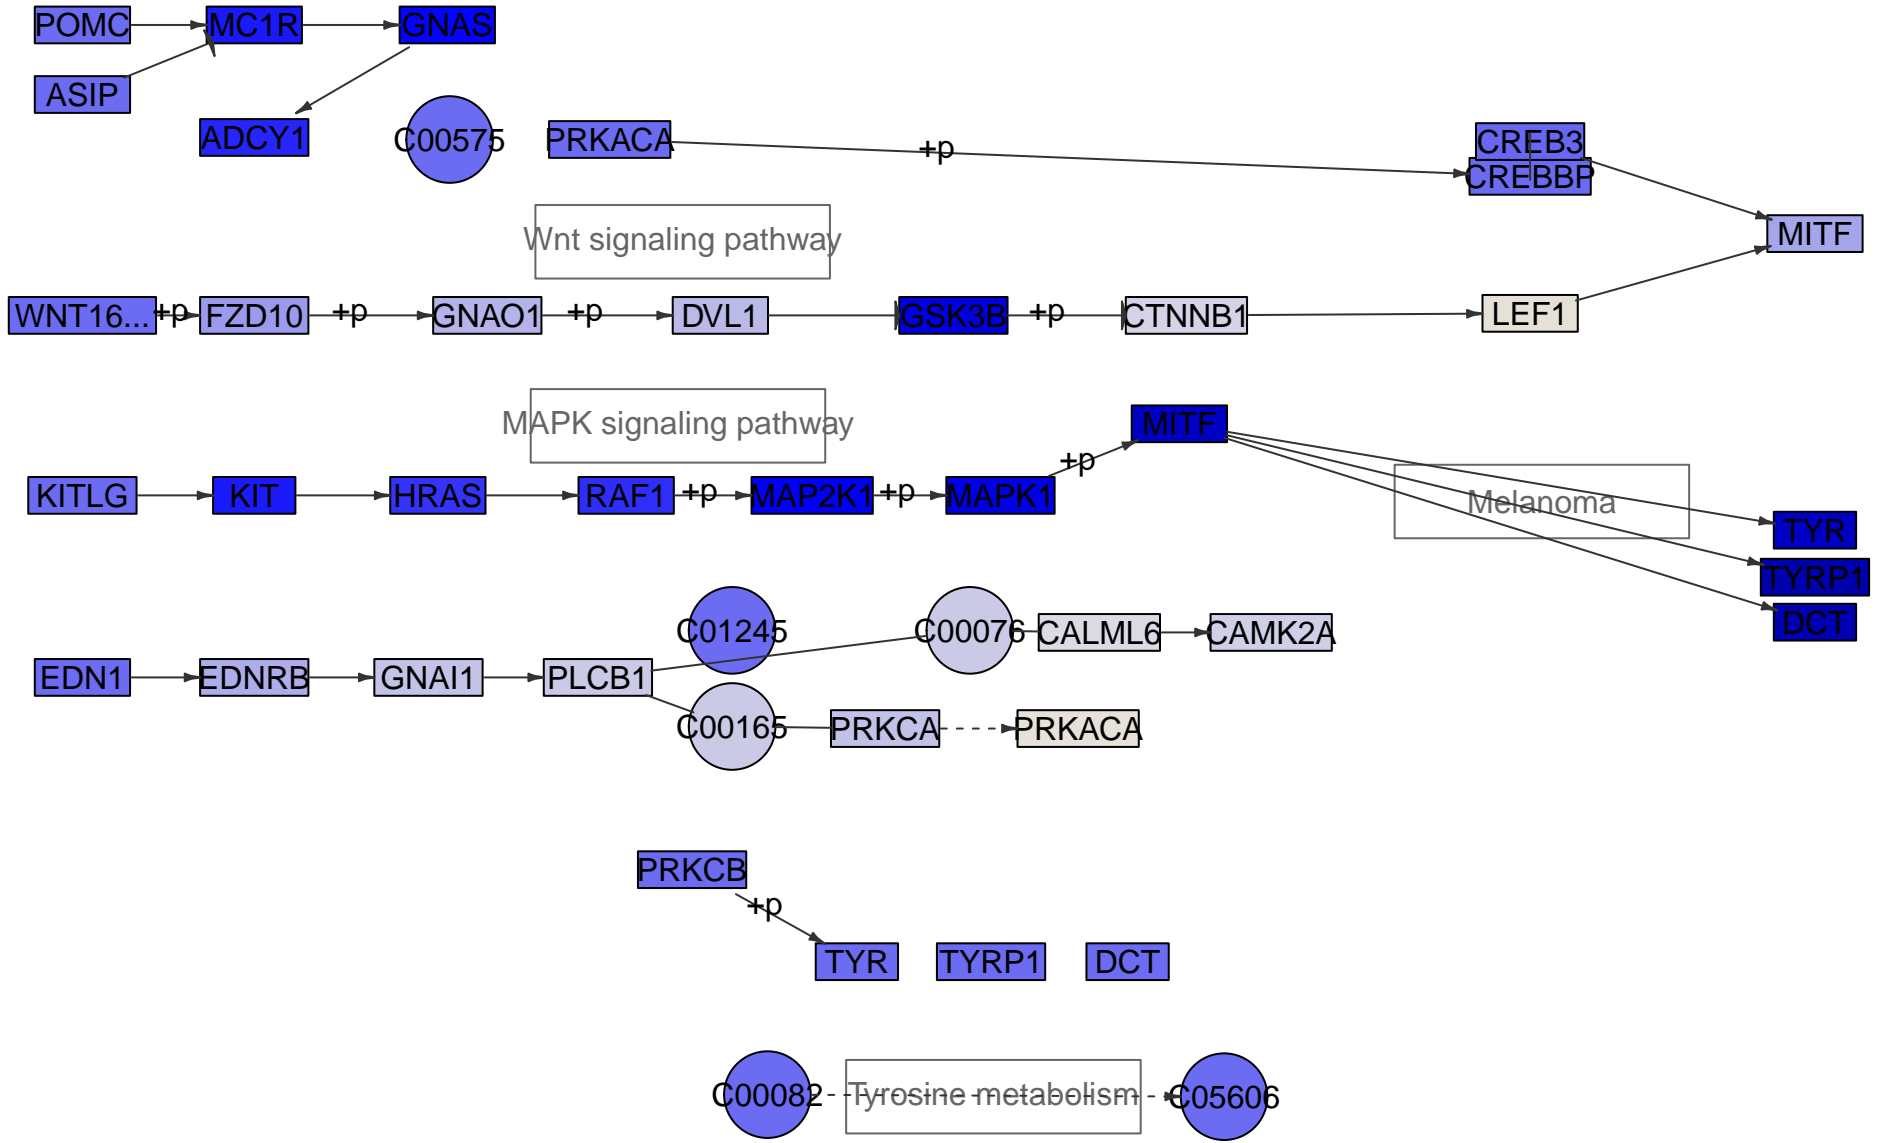 POMC
MC1R
GNAS
ASIP
ADCY1
C00575
PRKACA
+p
CREB3
CREBBP
MITF
Wnt signaling pathway
WNT16...
+p
FZD10
+p
GNAO1
+p
DVL1
GSK3B
+p
CTNNB1
LEF1
MAPK signaling pathway
MITF
+p
KITLG
KIT
HRAS
RAF1
+p
MAP2K1
+p
MAPK1
Melanoma
TYR
TYRP1
DCT
C01245
C00076
CALML6
CAMK2A
EDN1
EDNRB
GNAI1
PLCB1
C00165
PRKCA
PRKACA
PRKCB
+p
TYR
TYRP1
DCT
C00082
Tyrosine metabolism
C05606